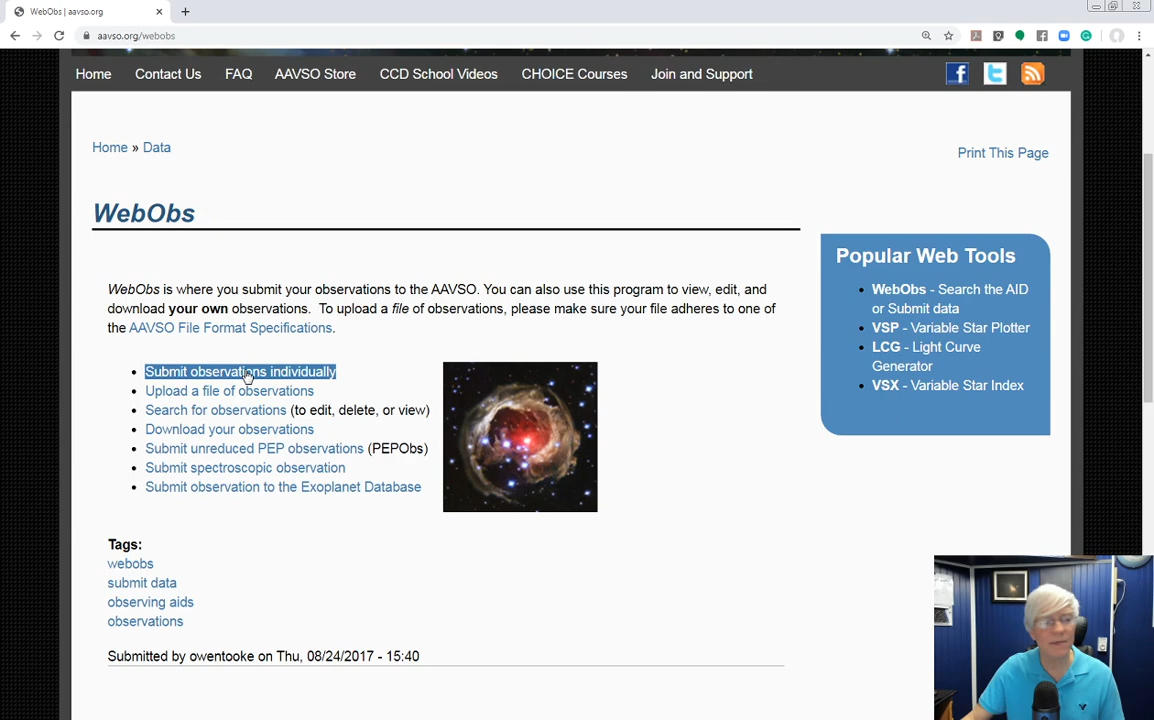 WebObs | aavso.org
aavso.org/webobs
Home Contact Us FAQ AAVSO Store CCD School Videos CHOICE Courses Join and Support
Home » Data
Print This Page
WebObs
WebObs is where you submit your observations to the AAVSO. You can also use this program to view, edit, and
download your own observations. To upload a file of observations, please make sure your file adheres to one of
the AAVSO File Format Specifications.
Submit observations individually
Upload a file of observations
Search for observations (to edit, delete, or view)
Download your observations
Submit unreduced PEP observations (PEPObs)
Submit spectroscopic observation
Submit observation to the Exoplanet Database
Tags:
webobs
submit data
observing aids
observations
Submitted by owentooke on Thu, 08/24/2017 - 15:40
Popular Web Tools
WebObs - Search the AID
or Submit data
VSP - Variable Star Plotter
LCG - Light Curve
Generator
VSX - Variable Star Index